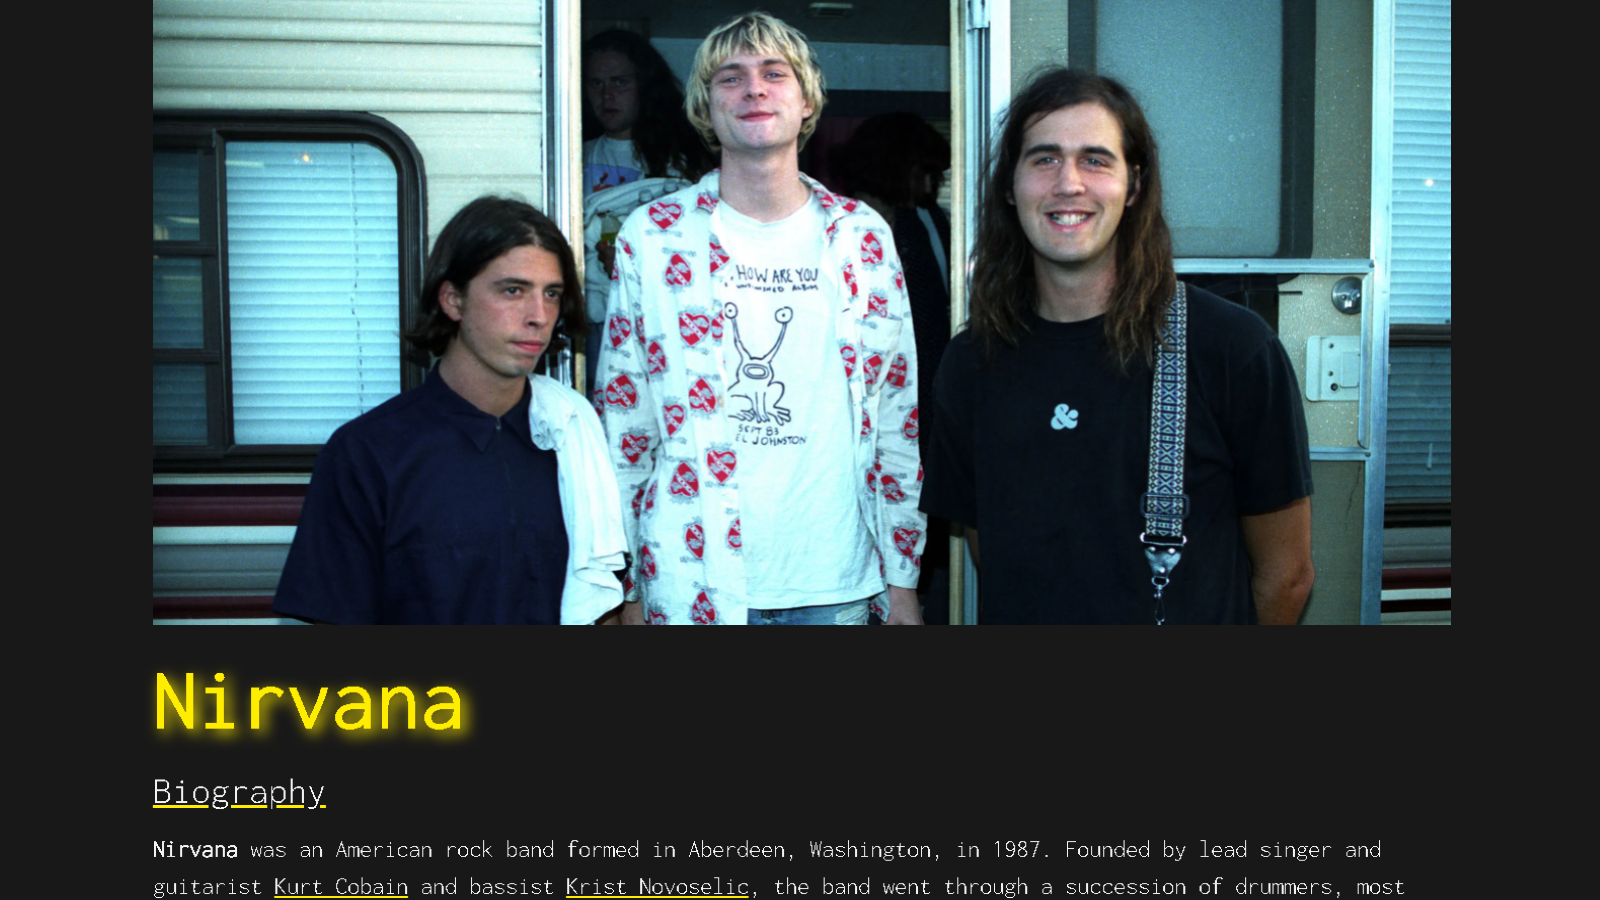 HOW ARE YOU
SEPT 83
EL JOHNSTON
&
Nirvana
Biography
Nirvana was an American rock band formed in Aberdeen, Washington, in 1987. Founded by lead singer and
guitarist Kurt Cobain and bassist Krist Novoselic, the band went through a succession of drummers, most